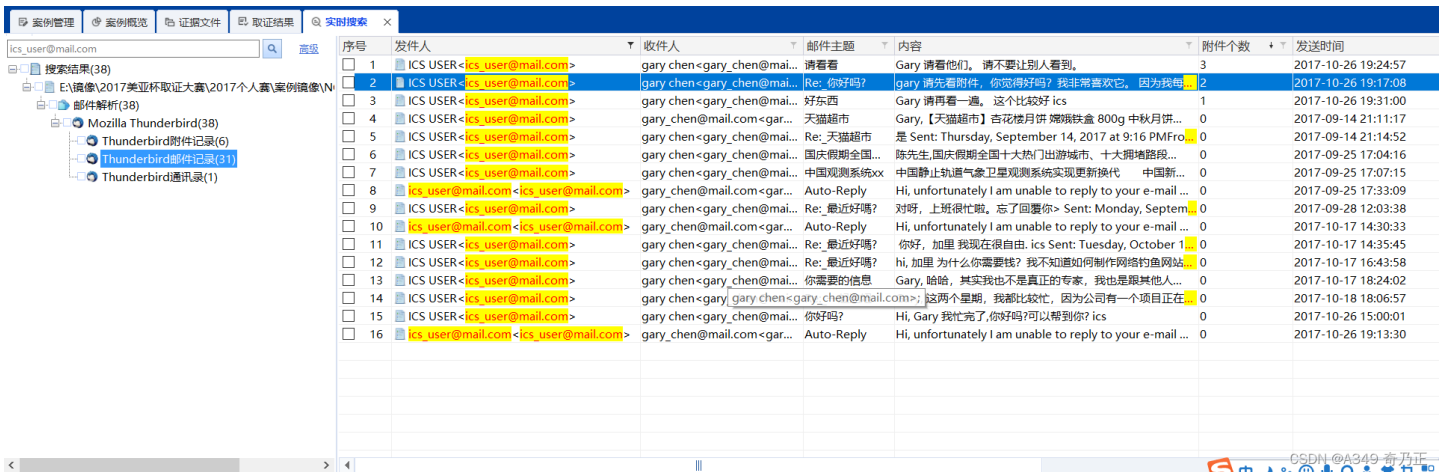 案例管理 案例概览 证据文件 取证结果 实时搜索
ics_user@mail.com 高级
搜索结果(38)
E:\镜像\2017美亚杯取证大赛\2017个人赛\案例镜像\N
邮件解析(38)
Mozilla Thunderbird(38)
Thunderbird附件记录(6)
Thunderbird邮件记录(31)
Thunderbird通讯录(1)
序号 发件人 收件人 邮件主题 内容 附件个数 发送时间
1 ICS USER<ics_user@mail.com> gary chen<gary_chen@mai... 请看看 Gary 请看看他们。 请不要让别人看到。 3 2017-10-26 19:24:57
2 ICS USER<ics_user@mail.com> gary chen<gary_chen@mai... Re:_你好吗? gary 请先看附件，你觉得好吗? 我非常喜欢它。 因为我每... 2 2017-10-26 19:17:08
3 ICS USER<ics_user@mail.com> gary chen<gary_chen@mai... 好东西 Gary 请再看一遍。 这个比较好 ics 1 2017-10-26 19:31:00
4 ICS USER<ics_user@mail.com> gary_chen@mail.com<gar... 天猫超市 Gary,【天猫超市】杏花楼月饼 嫦娥铁盒 800g 中秋月饼... 0 2017-09-14 21:11:17
5 ICS USER<ics_user@mail.com> gary chen<gary_chen@mai... Re:_天猫超市 是 Sent: Thursday, September 14, 2017 at 9:16 PMFro... 0 2017-09-14 21:14:52
6 ICS USER<ics_user@mail.com> gary chen<gary_chen@mai... 国庆假期全国... 陈先生,国庆假期全国十大热门出游城市、十大拥堵路段... 0 2017-09-25 17:04:16
7 ICS USER<ics_user@mail.com> gary chen<gary_chen@mai... 中国观测系统xx 中国静止轨道气象卫星观测系统实现更新换代 中国新... 0 2017-09-25 17:07:15
8 ics_user@mail.com<ics_user@mail.com> gary_chen@mail.com<gar... Auto-Reply Hi, unfortunately I am unable to reply to your e-mail ... 0 2017-09-25 17:33:09
9 ICS USER<ics_user@mail.com> gary chen<gary_chen@mai... Re:_最近好嗎? 对呀，上班很忙啦。忘了回覆你> Sent: Monday, Septem... 0 2017-09-28 12:03:38
10 ics_user@mail.com<ics_user@mail.com> gary_chen@mail.com<gar... Auto-Reply Hi, unfortunately I am unable to reply to your e-mail ... 0 2017-10-17 14:30:33
11 ICS USER<ics_user@mail.com> gary chen<gary_chen@mai... Re:_最近好嗎? 你好，加里 我现在很自由. ics Sent: Tuesday, October 1... 0 2017-10-17 14:35:45
12 ICS USER<ics_user@mail.com> gary chen<gary_chen@mai... Re:_最近好嗎? hi, 加里 为什么你需要钱? 我不知道如何制作网络钓鱼网站... 0 2017-10-17 16:43:58
13 ICS USER<ics_user@mail.com> gary chen<gary_chen@mai... 你需要的信息 Gary, 哈哈，其实我也不是真正的专家，我也是跟其他人... 0 2017-10-17 18:24:02
14 ICS USER<ics_user@mail.com> gary chen<gary_chen@mail.com>; 这两个星期，我都比较忙，因为公司有一个项目正在... 0 2017-10-18 18:06:57
15 ICS USER<ics_user@mail.com> gary chen<gary_chen@mai... 你好吗? Hi, Gary 我忙完了,你好吗?可以帮到你? ics 0 2017-10-26 15:00:01
16 ics_user@mail.com<ics_user@mail.com> gary_chen@mail.com<gar... Auto-Reply Hi, unfortunately I am unable to reply to your e-mail ... 0 2017-10-26 19:13:30
CSDN @A349 奇乃正